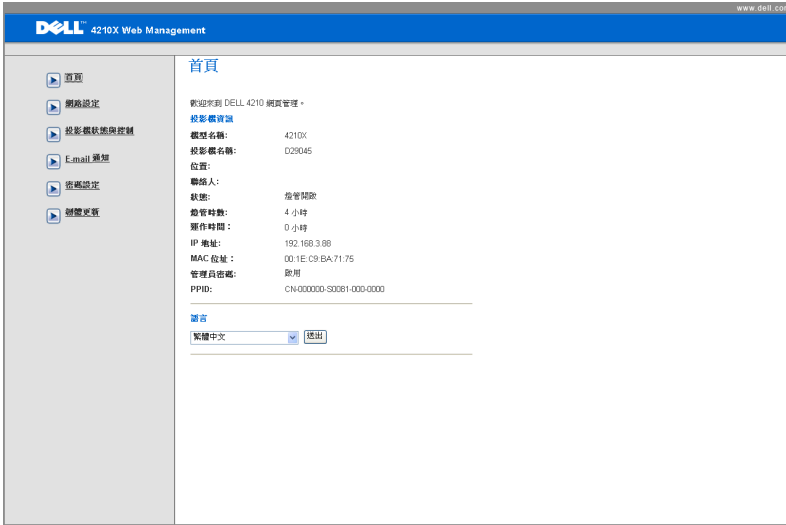 www.dell.com
DELL™ 4210X Web Management
首頁
網路設定
投影機狀態與控制
E-mail 通知
密碼設定
韌體更新
首頁
歡迎來到 DELL 4210 網頁管理。
投影機資訊
模型名稱: 4210X
投影機名稱: D29045
位置:
聯絡人:
狀態: 燈管開啟
燈管時數: 4 小時
運作時間： 0 小時
IP 地址: 192.168.3.88
MAC 位址： 00:1E:C9:BA:71:75
管理員密碼: 啟用
PPID: CN-000000-S0081-000-0000
語言
繁體中文 送出